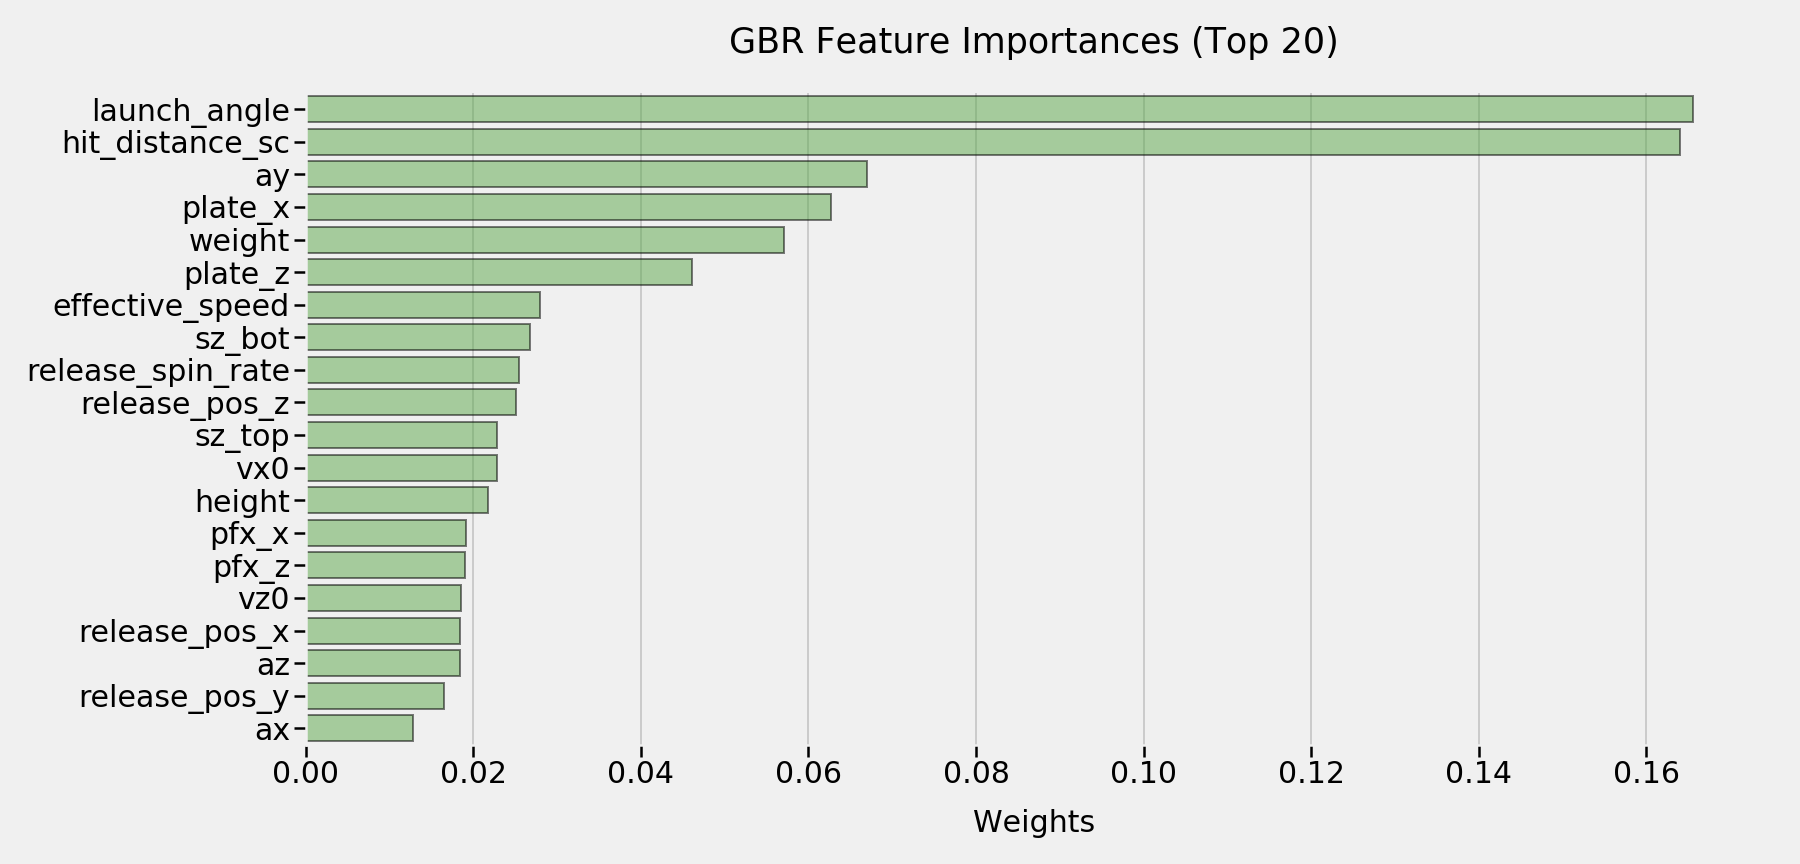 GBR Feature Importances (Top 20)
launch_angle
hit_distance_sc
ay
plate_x
weight
plate_z
effective_speed
sz_bot
release_spin_rate
release_pos_z
sz_top
vx0
height
pfx_x
pfx_z
vz0
release_pos_x
az
release_pos_y
ax
0.00 0.02 0.04 0.06 0.08 0.10 0.12 0.14 0.16
Weights